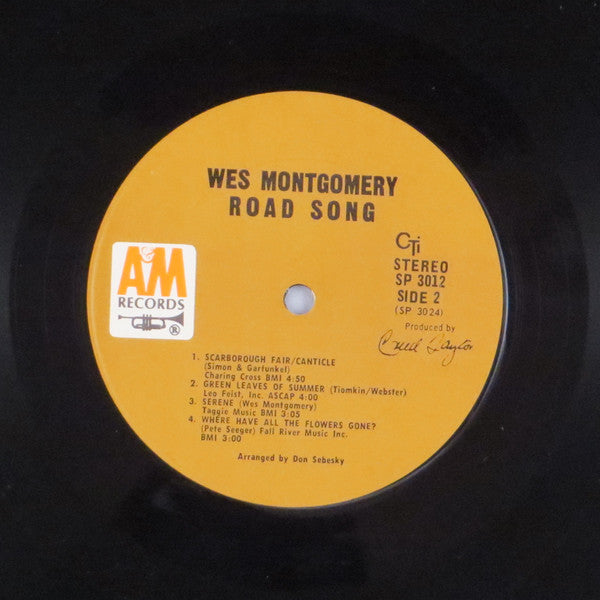 WES MONTGOMERY
ROAD SONG
CTi
STEREO
SP 3012
SIDE 2
(SP 3024)
Produced by
Creed Taylor
A&M
RECORDS
®
1. SCARBOROUGH FAIR/CANTICLE
(Simon & Garfunkel)
Charing Cross BMI 4:50
2. GREEN LEAVES OF SUMMER (Tiomkin/Webster)
Leo Feist, Inc. ASCAP 4:00
3. SERENE (Wes Montgomery)
Taggie Music BMI 3:05
4. WHERE HAVE ALL THE FLOWERS GONE?
(Pete Seeger) Fall River Music Inc.
BMI 3:00
Arranged by Don Sebesky